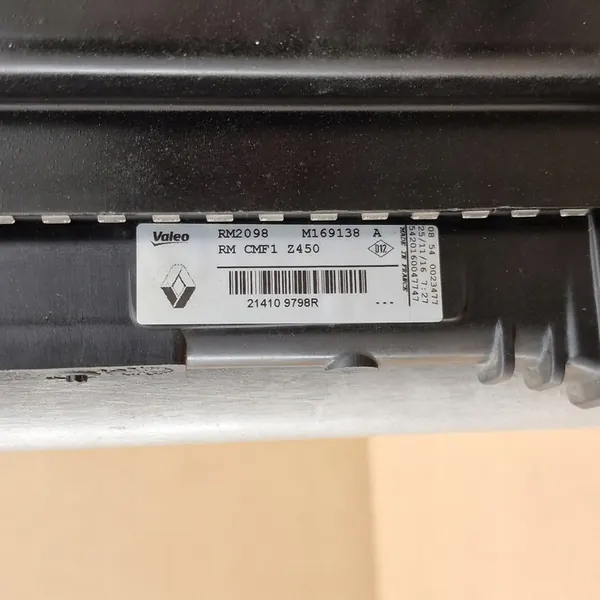 Valeo
RM2098 M169138 A
RM CMF1 Z450
D12
21410 9798R
---
MADE IN FRANCE
5420160047747
25/11/16 7:27
08 54 0023477